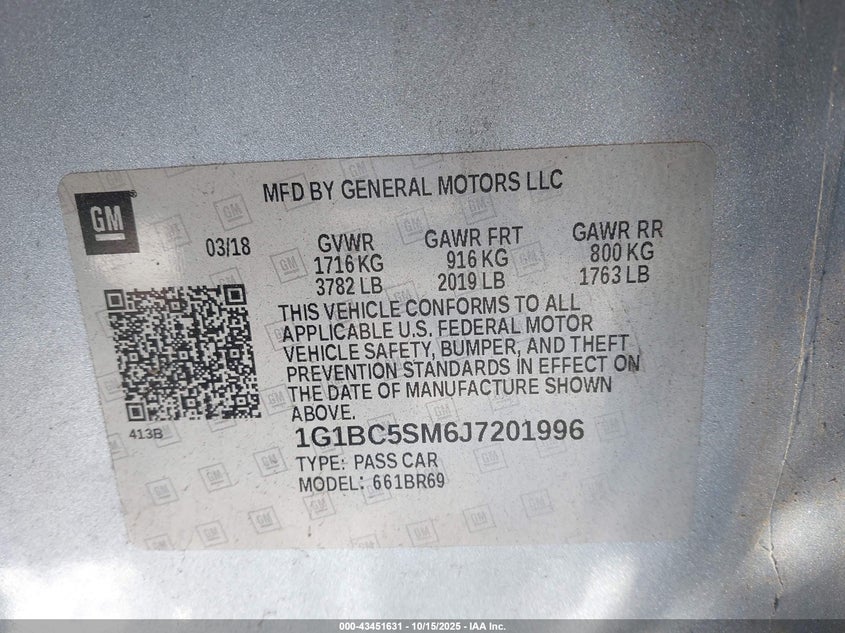 GM
MFD BY GENERAL MOTORS LLC
03/18
GVWR GAWR FRT GAWR RR
1716 KG 916 KG 800 KG
3782 LB 2019 LB 1763 LB
THIS VEHICLE CONFORMS TO ALL
APPLICABLE U.S. FEDERAL MOTOR
VEHICLE SAFETY, BUMPER, AND THEFT
PREVENTION STANDARDS IN EFFECT ON
THE DATE OF MANUFACTURE SHOWN
ABOVE.
413B
1G1BC5SM6J7201996
TYPE: PASS CAR
MODEL: 661BR69
000-43451631 - 10/15/2025 - IAA Inc.